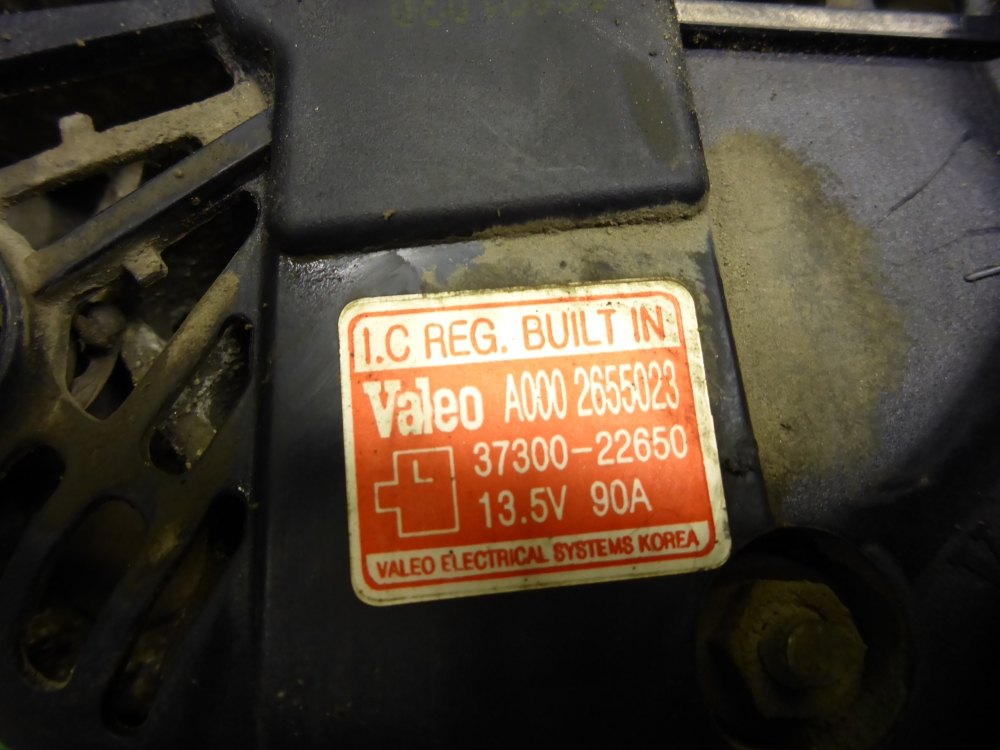 I.C REG. BUILT IN
Valeo A000 2655023
37300-22650
13.5V 90A
VALEO ELECTRICAL SYSTEMS KOREA